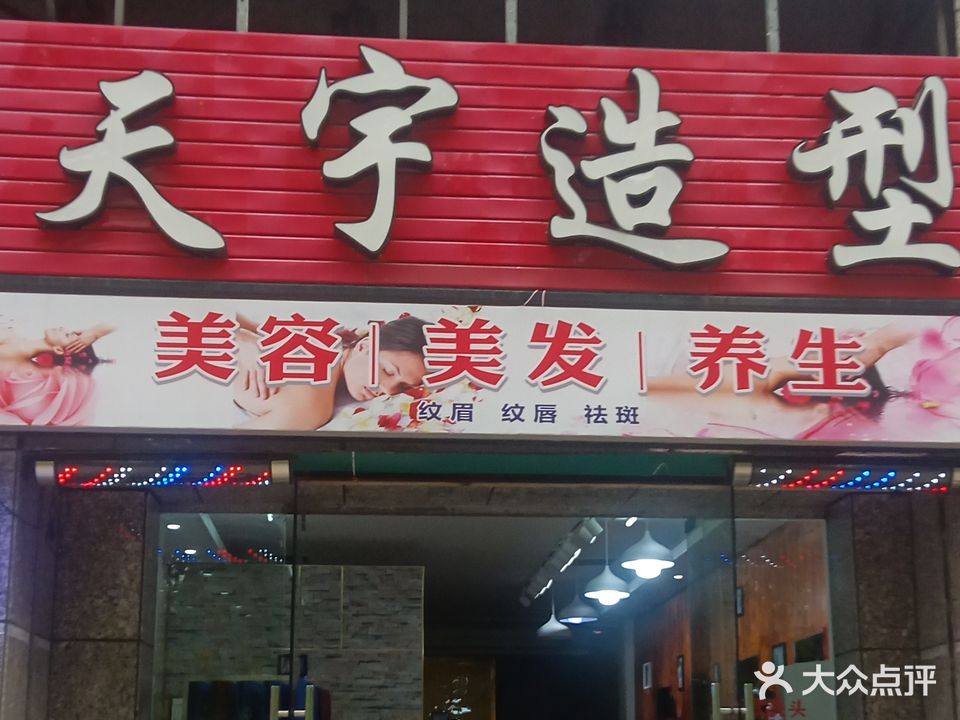 天宇造型
美容|美发|养生
纹眉 纹唇 祛斑
头
大众点评